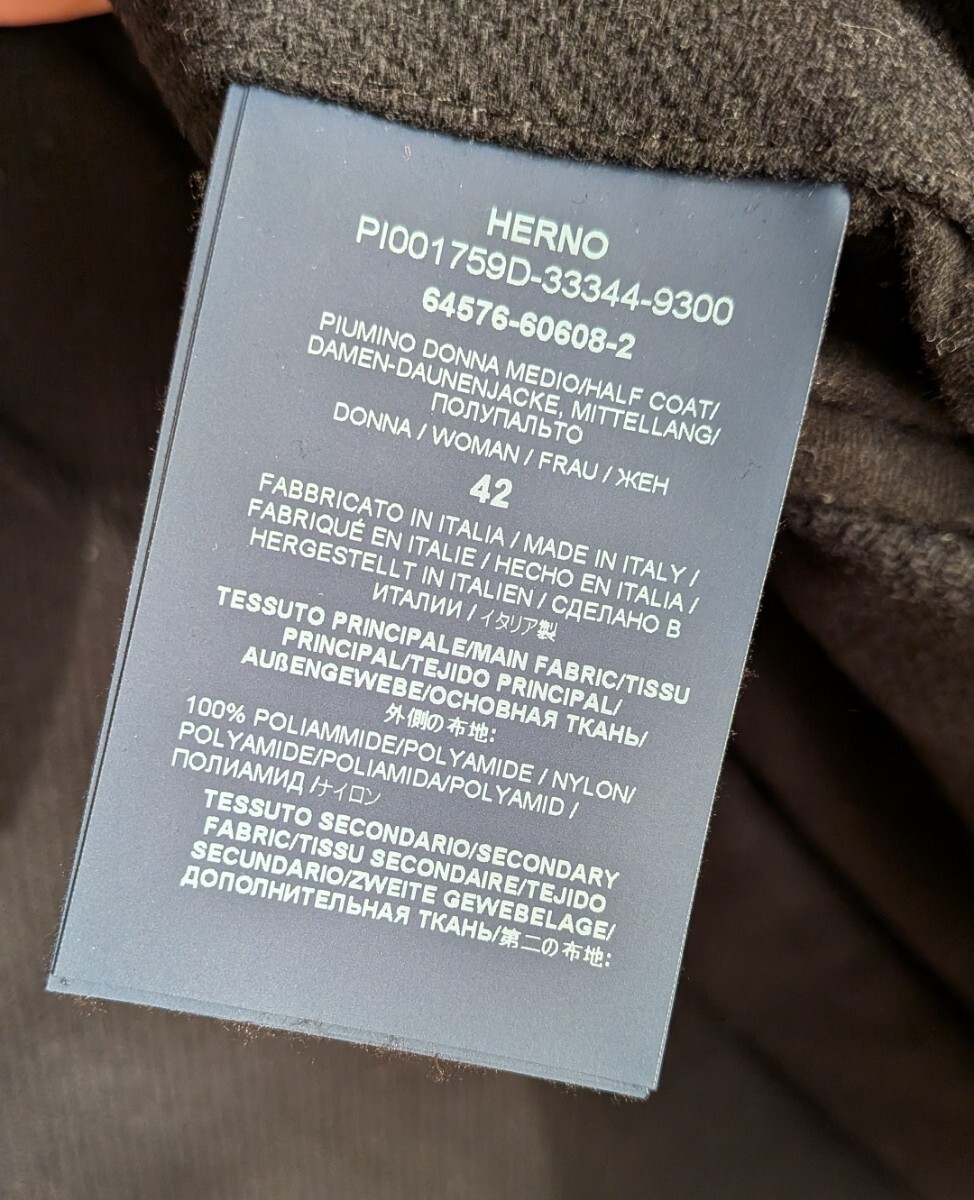 HERNO
PI001759D-33344-9300
64576-60608-2
PIUMINO DONNA MEDIO/HALF COAT/
DAMEN-DAUNENJACKE, MITTELLANG/
ПОЛУПАЛЬТО
DONNA / WOMAN / FRAU / ЖЕН
42
FABBRICATO IN ITALIA / MADE IN ITALY /
FABRIQUÉ EN ITALIE / HECHO EN ITALIA /
HERGESTELLT IN ITALIEN / СДЕЛАНО В
ИТАЛИИ / イタリア製
TESSUTO PRINCIPALE/MAIN FABRIC/TISSU
PRINCIPAL/TEJIDO PRINCIPAL/
AUßENGEWEBE/ОСНОВНАЯ ТКАНЬ/
外側の布地:
100% POLIAMMIDE/POLYAMIDE / NYLON/
POLYAMIDE/POLIAMIDA/POLYAMID /
ПОЛИАМИД /ナイロン
TESSUTO SECONDARIO/SECONDARY
FABRIC/TISSU SECONDAIRE/TEJIDO
SECUNDARIO/ZWEITE GEWEBELAGE/
ДОПОЛНИТЕЛЬНАЯ ТКАНЬ/第二の布地: